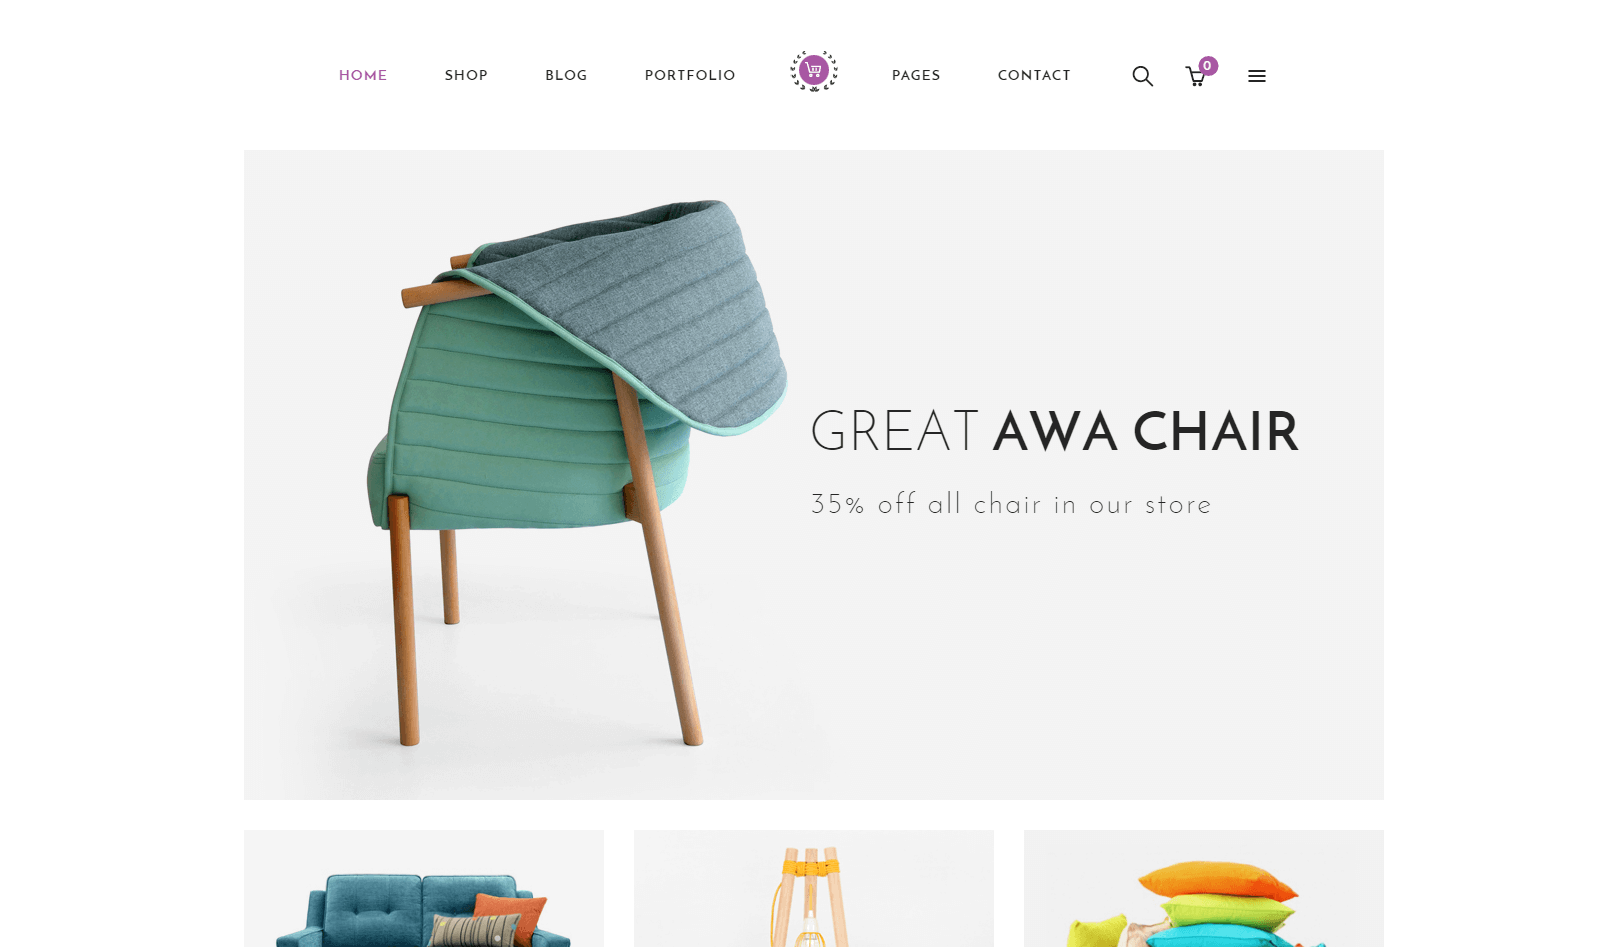 HOME SHOP BLOG PORTFOLIO PAGES CONTACT 0
GREAT AWA CHAIR
35% off all chair in our store